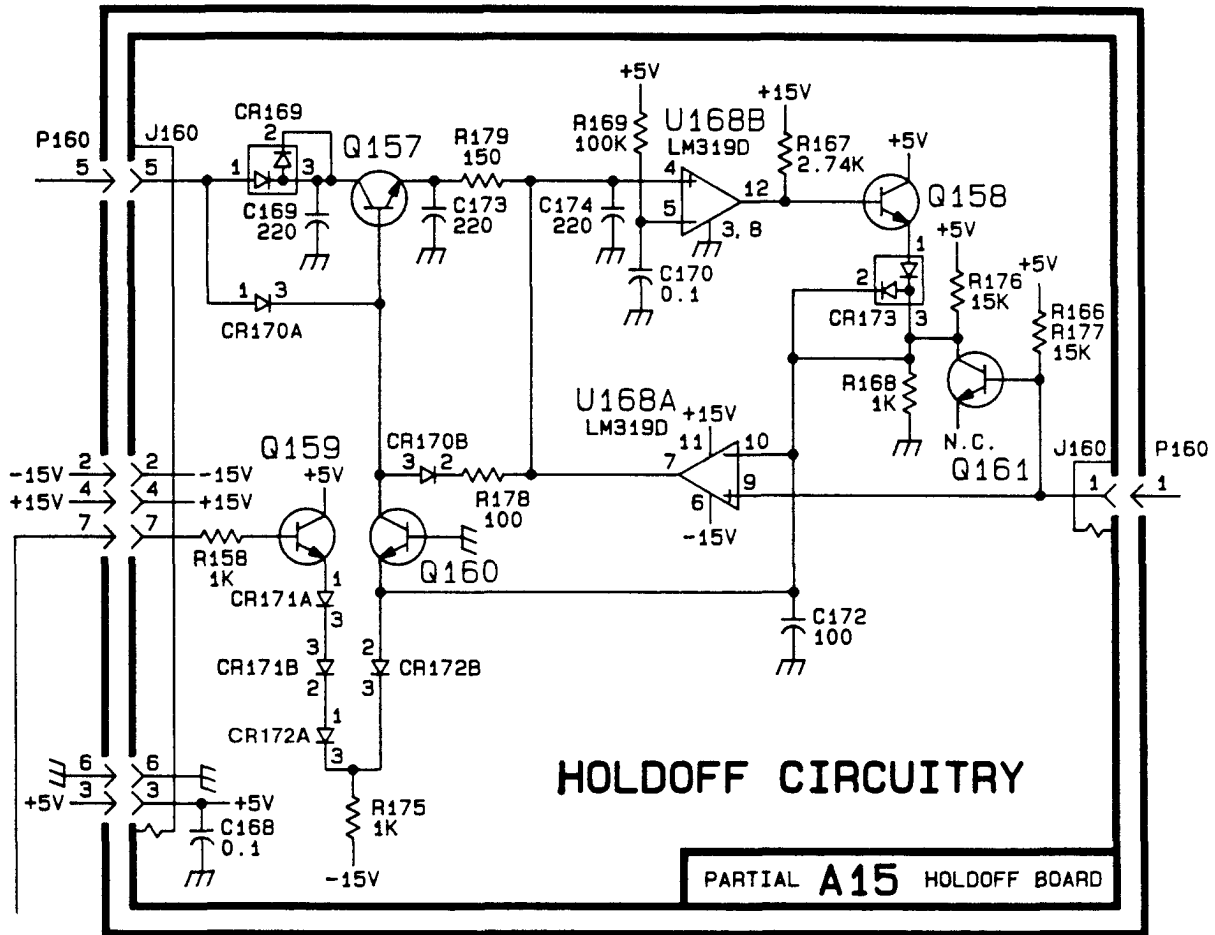 +5V
+15V
CR169
2
P160
J160
Q157
R179
150
R169
100K
U168B
LM319D
R167
2.74K
+5V
5
5
1
3
4
12
Q158
C169
220
C173
220
C174
220
5
3, 8
+5V
1
+5V
C170
0.1
2
R176
15K
1
3
CR170A
CR173
3
R166
R177
15K
U168A
LM319D
+15V
R168
1K
Q159
CR170B
11
10
N.C.
Q161
J160
P160
-15V
2
2
-15V
+5V
3
2
7
+15V
4
4
+15V
R178
100
6
9
1
1
7
7
-15V
R158
1K
Q160
1
CR171A
3
C172
100
3
CR171B
2
2
CR172B
3
1
CR172A
3
6
6
HOLDOFF CIRCUITRY
+5V
3
3
+5V
R175
1K
C168
0.1
-15V
PARTIAL A15 HOLDOFF BOARD